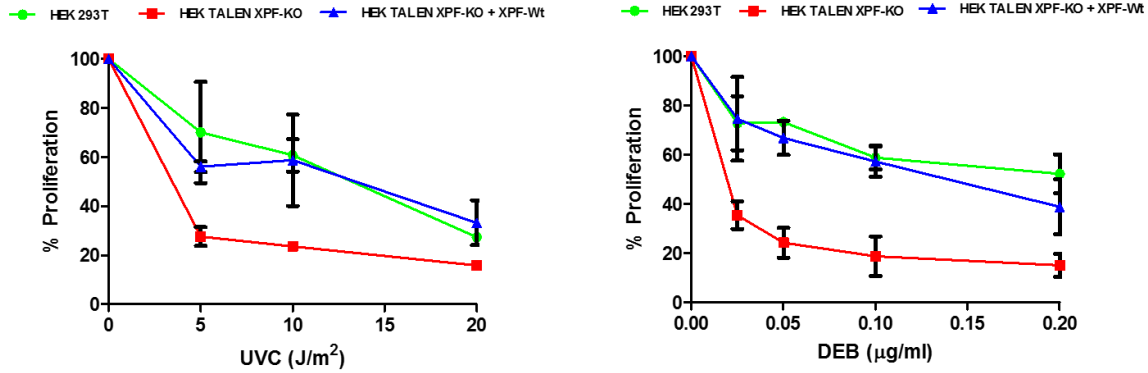 HEK 293T HEK TALEN XPF-KO HEK TALEN XPF-KO + XPF-Wt
100
80
60
40
20
0
% Proliferation
0 5 10 15 20
UVC (J/m²)
HEK 293T HEK TALEN XPF-KO HEK TALEN XPF-KO + XPF-Wt
100
80
60
40
20
0
% Proliferation
0.00 0.05 0.10 0.15 0.20
DEB (μg/ml)